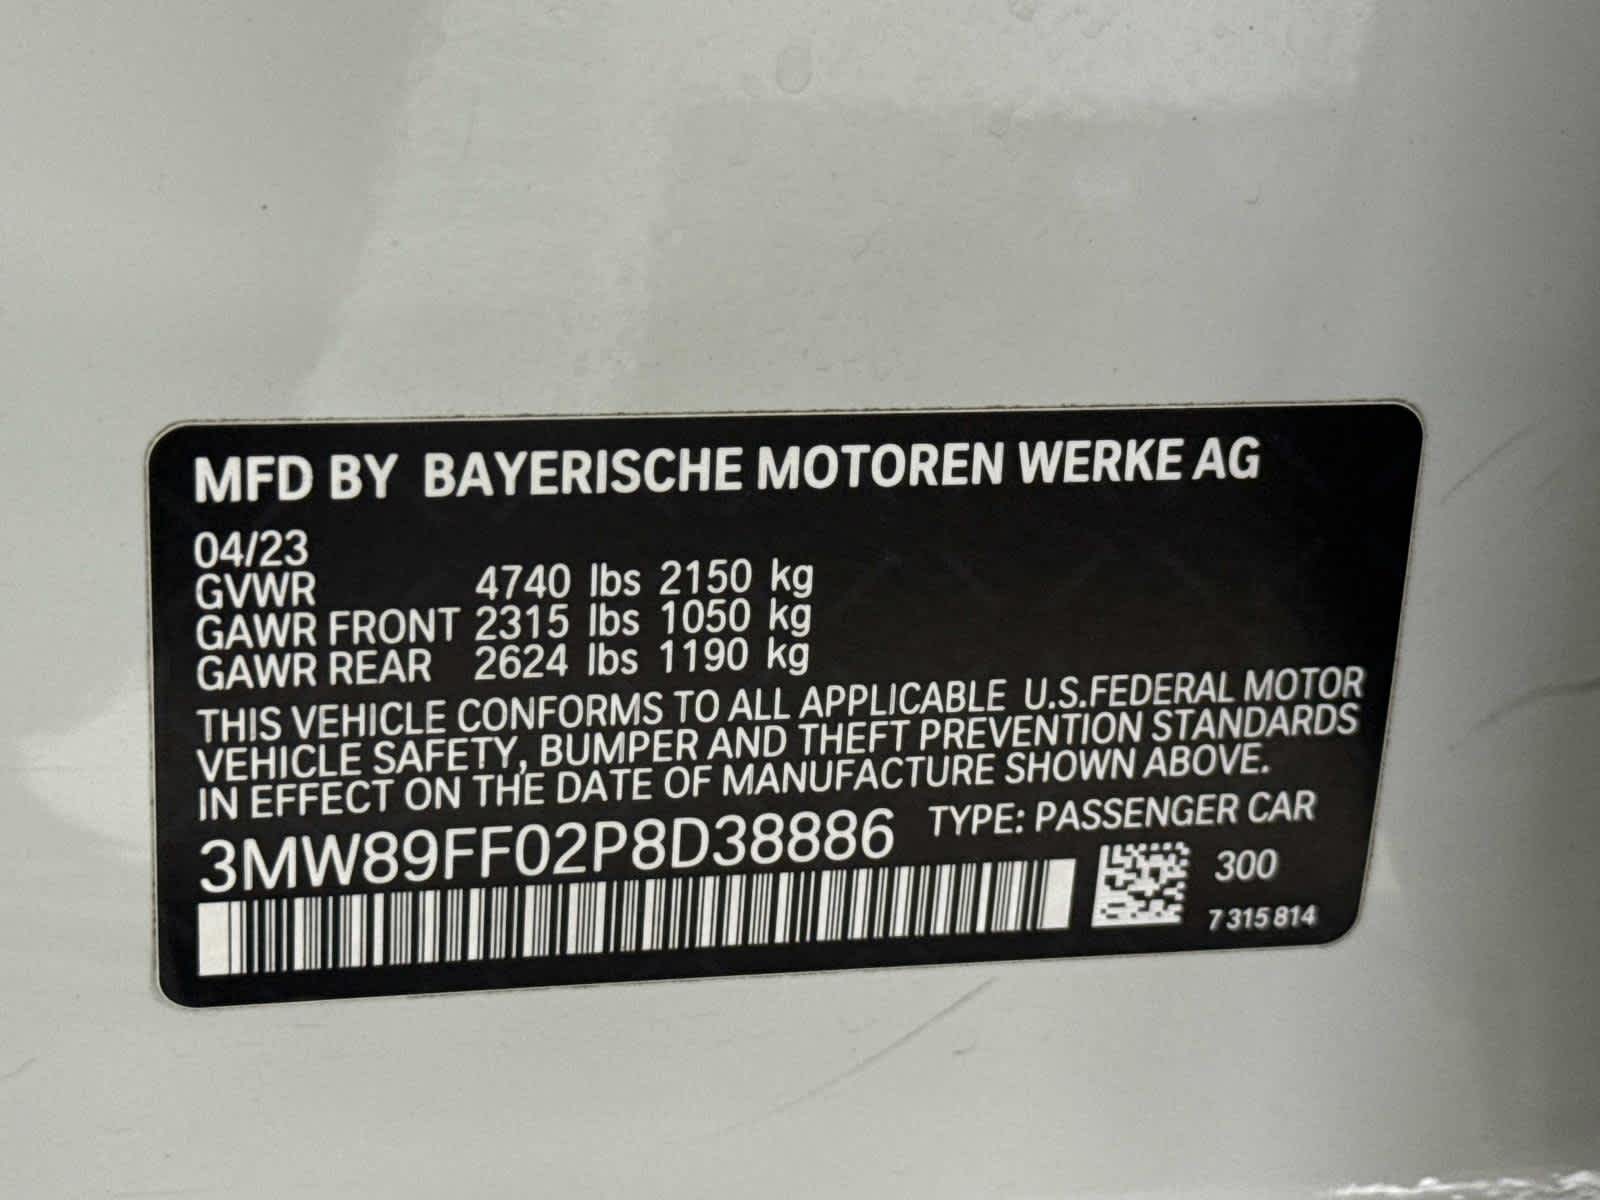 MFD BY BAYERISCHE MOTOREN WERKE AG
04/23
GVWR 4740 lbs 2150 kg
GAWR FRONT 2315 lbs 1050 kg
GAWR REAR 2624 lbs 1190 kg
THIS VEHICLE CONFORMS TO ALL APPLICABLE U.S.FEDERAL MOTOR
VEHICLE SAFETY, BUMPER AND THEFT PREVENTION STANDARDS
IN EFFECT ON THE DATE OF MANUFACTURE SHOWN ABOVE.
3MW89FF02P8D38886 TYPE: PASSENGER CAR
300
7 315 814